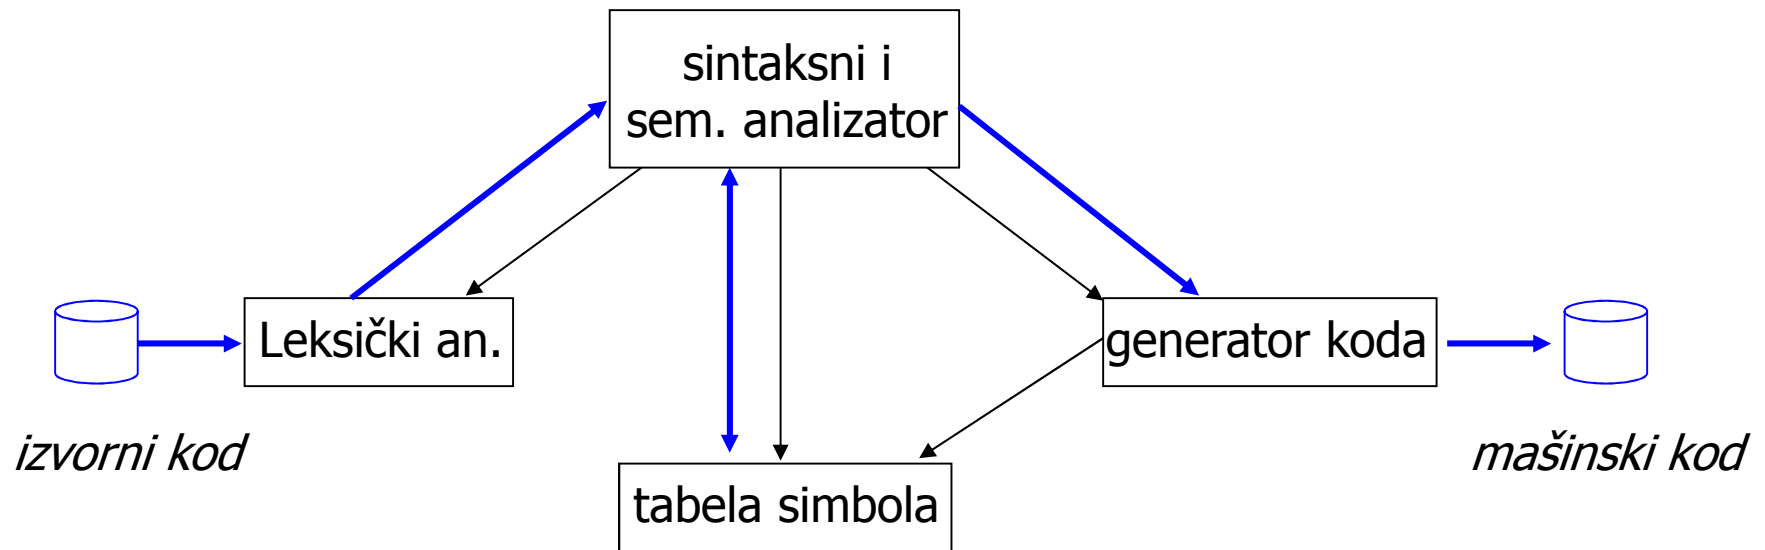 sintaksni i
sem. analizator
Leksički an.
generator koda
izvorni kod
mašinski kod
tabela simbola